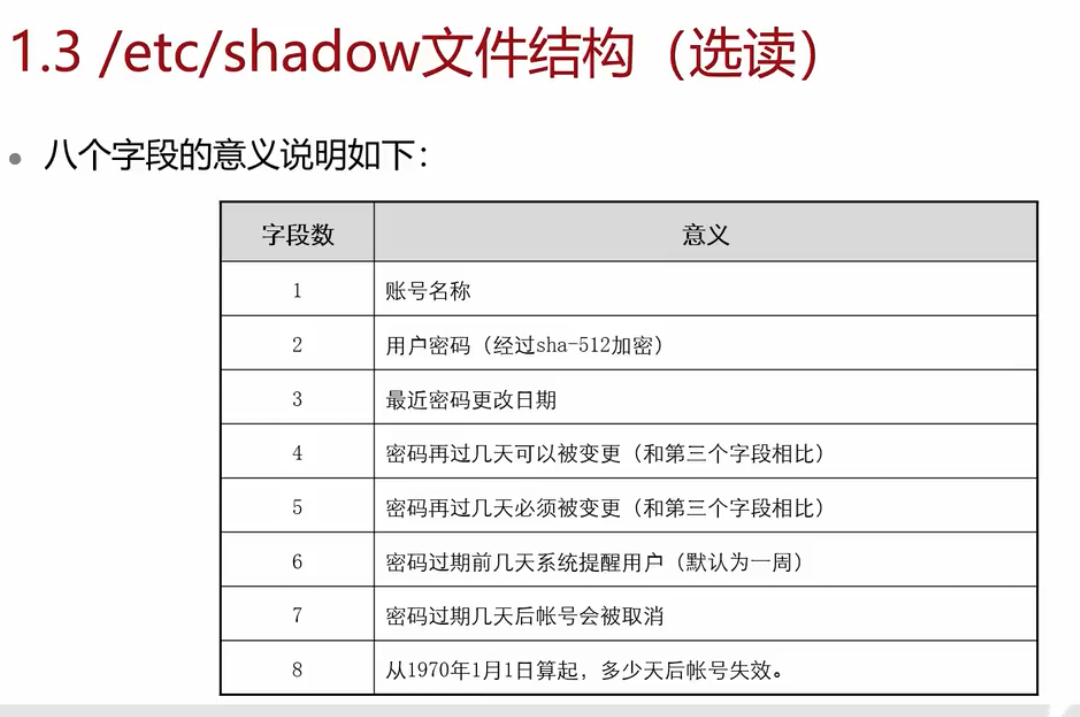 1.3 /etc/shadow文件结构（选读）
• 八个字段的意义说明如下：
字段数 意义
1 账号名称
2 用户密码（经过sha-512加密）
3 最近密码更改日期
4 密码再过几天可以被变更（和第三个字段相比）
5 密码再过几天必须被变更（和第三个字段相比）
6 密码过期前几天系统提醒用户（默认为一周）
7 密码过期几天后帐号会被取消
8 从1970年1月1日算起，多少天后帐号失效。